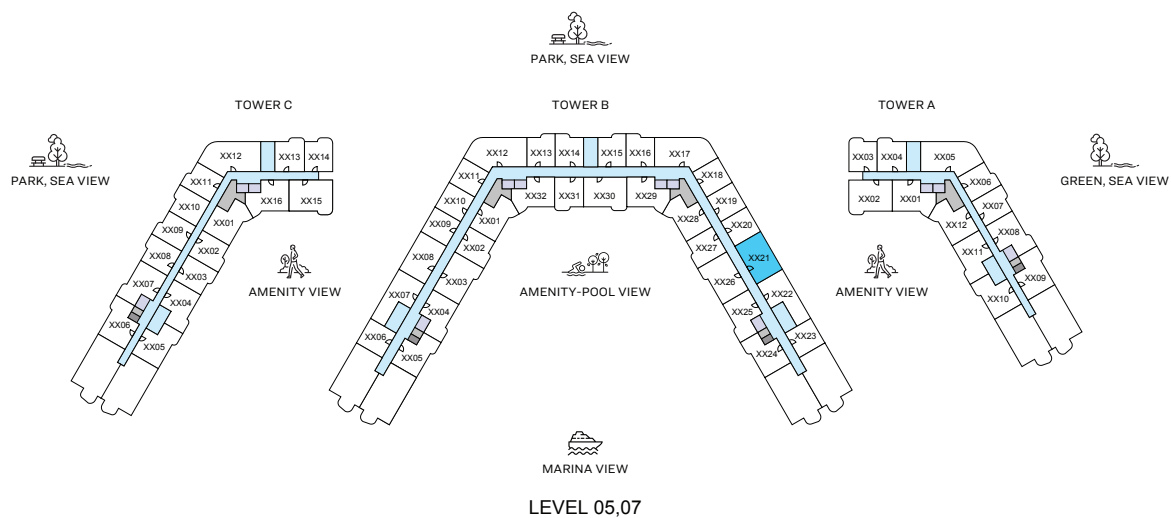 PARK, SEA VIEW
TOWER C
TOWER B
TOWER A
PARK, SEA VIEW
GREEN, SEA VIEW
XX12
XX13
XX14
XX11
XX10
XX09
XX08
XX07
XX06
XX16
XX15
XX01
XX02
XX03
XX04
XX05
XX12
XX13
XX14
XX15
XX16
XX17
XX11
XX10
XX09
XX08
XX07
XX06
XX32
XX31
XX30
XX29
XX01
XX02
XX03
XX04
XX05
XX18
XX19
XX20
XX21
XX22
XX23
XX28
XX27
XX26
XX25
XX24
XX03
XX04
XX05
XX02
XX01
XX06
XX07
XX08
XX09
XX12
XX11
XX10
AMENITY VIEW
AMENITY-POOL VIEW
AMENITY VIEW
MARINA VIEW
LEVEL 05,07